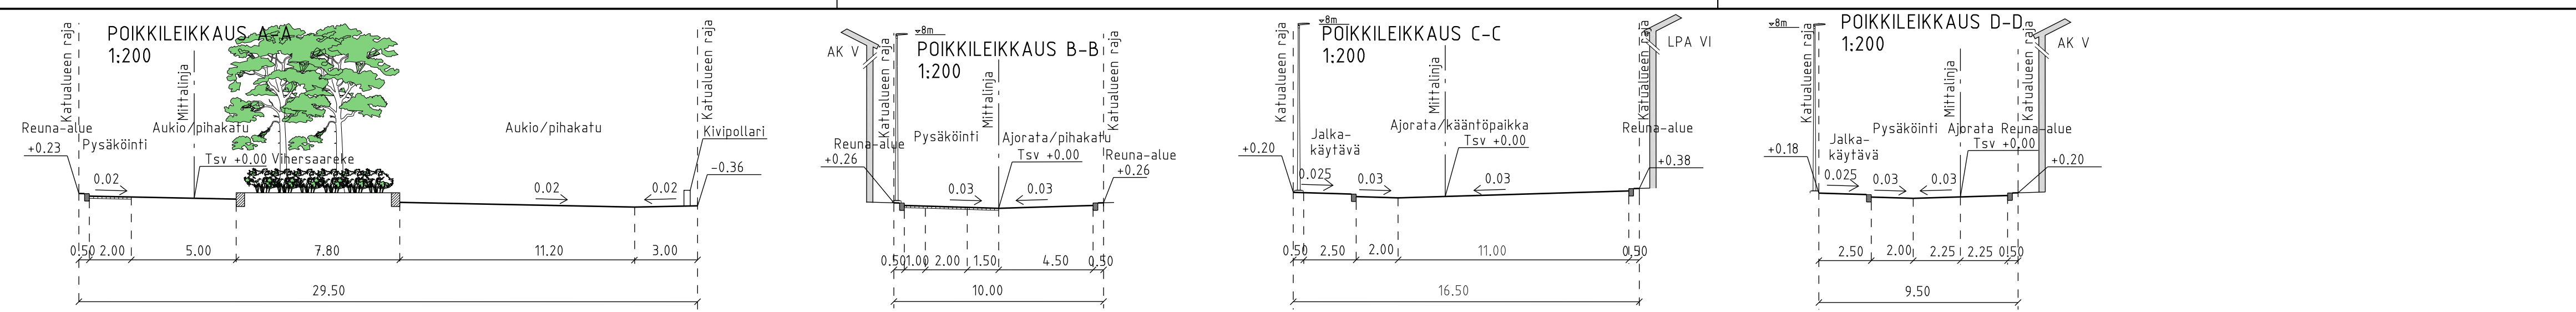 POIKKILEIKKAUS A-A
1:200
Katualueen raja
Mittalinja
Katualueen raja
Reuna-alue
+0.23
Pysäköinti
Aukio/pihakatu
Tsv +0.00
Vihersaareke
Aukio/pihakatu
Kivipollari
-0.36
0.02
0.02
0.02
0.50
2.00
5.00
7.80
11.20
3.00
29.50
POIKKILEIKKAUS B-B
1:200
8m
AK V
Katualueen raja
Mittalinja
Katualueen raja
Reuna-alue
+0.26
Pysäköinti
Ajorata/pihakatu
Tsv +0.00
Reuna-alue
+0.26
0.03
0.03
0.50
1.00
2.00
1.50
4.50
0.50
10.00
POIKKILEIKKAUS C-C
1:200
8m
Katualueen raja
Mittalinja
Katualueen raja
LPA VI
Jalka-
käytävä
Ajorata/kääntöpaikka
Tsv +0.00
Reuna-alue
+0.20
+0.38
0.025
0.03
0.03
0.50
2.50
2.00
11.00
0.50
16.50
POIKKILEIKKAUS D-D
1:200
8m
Katualueen raja
Mittalinja
Katualueen raja
AK V
Jalka-
käytävä
Pysäköinti
Ajorata
Reuna-alue
Tsv +0.00
+0.18
+0.20
0.025
0.03
0.03
2.50
2.00
2.25
2.25
0.50
9.50